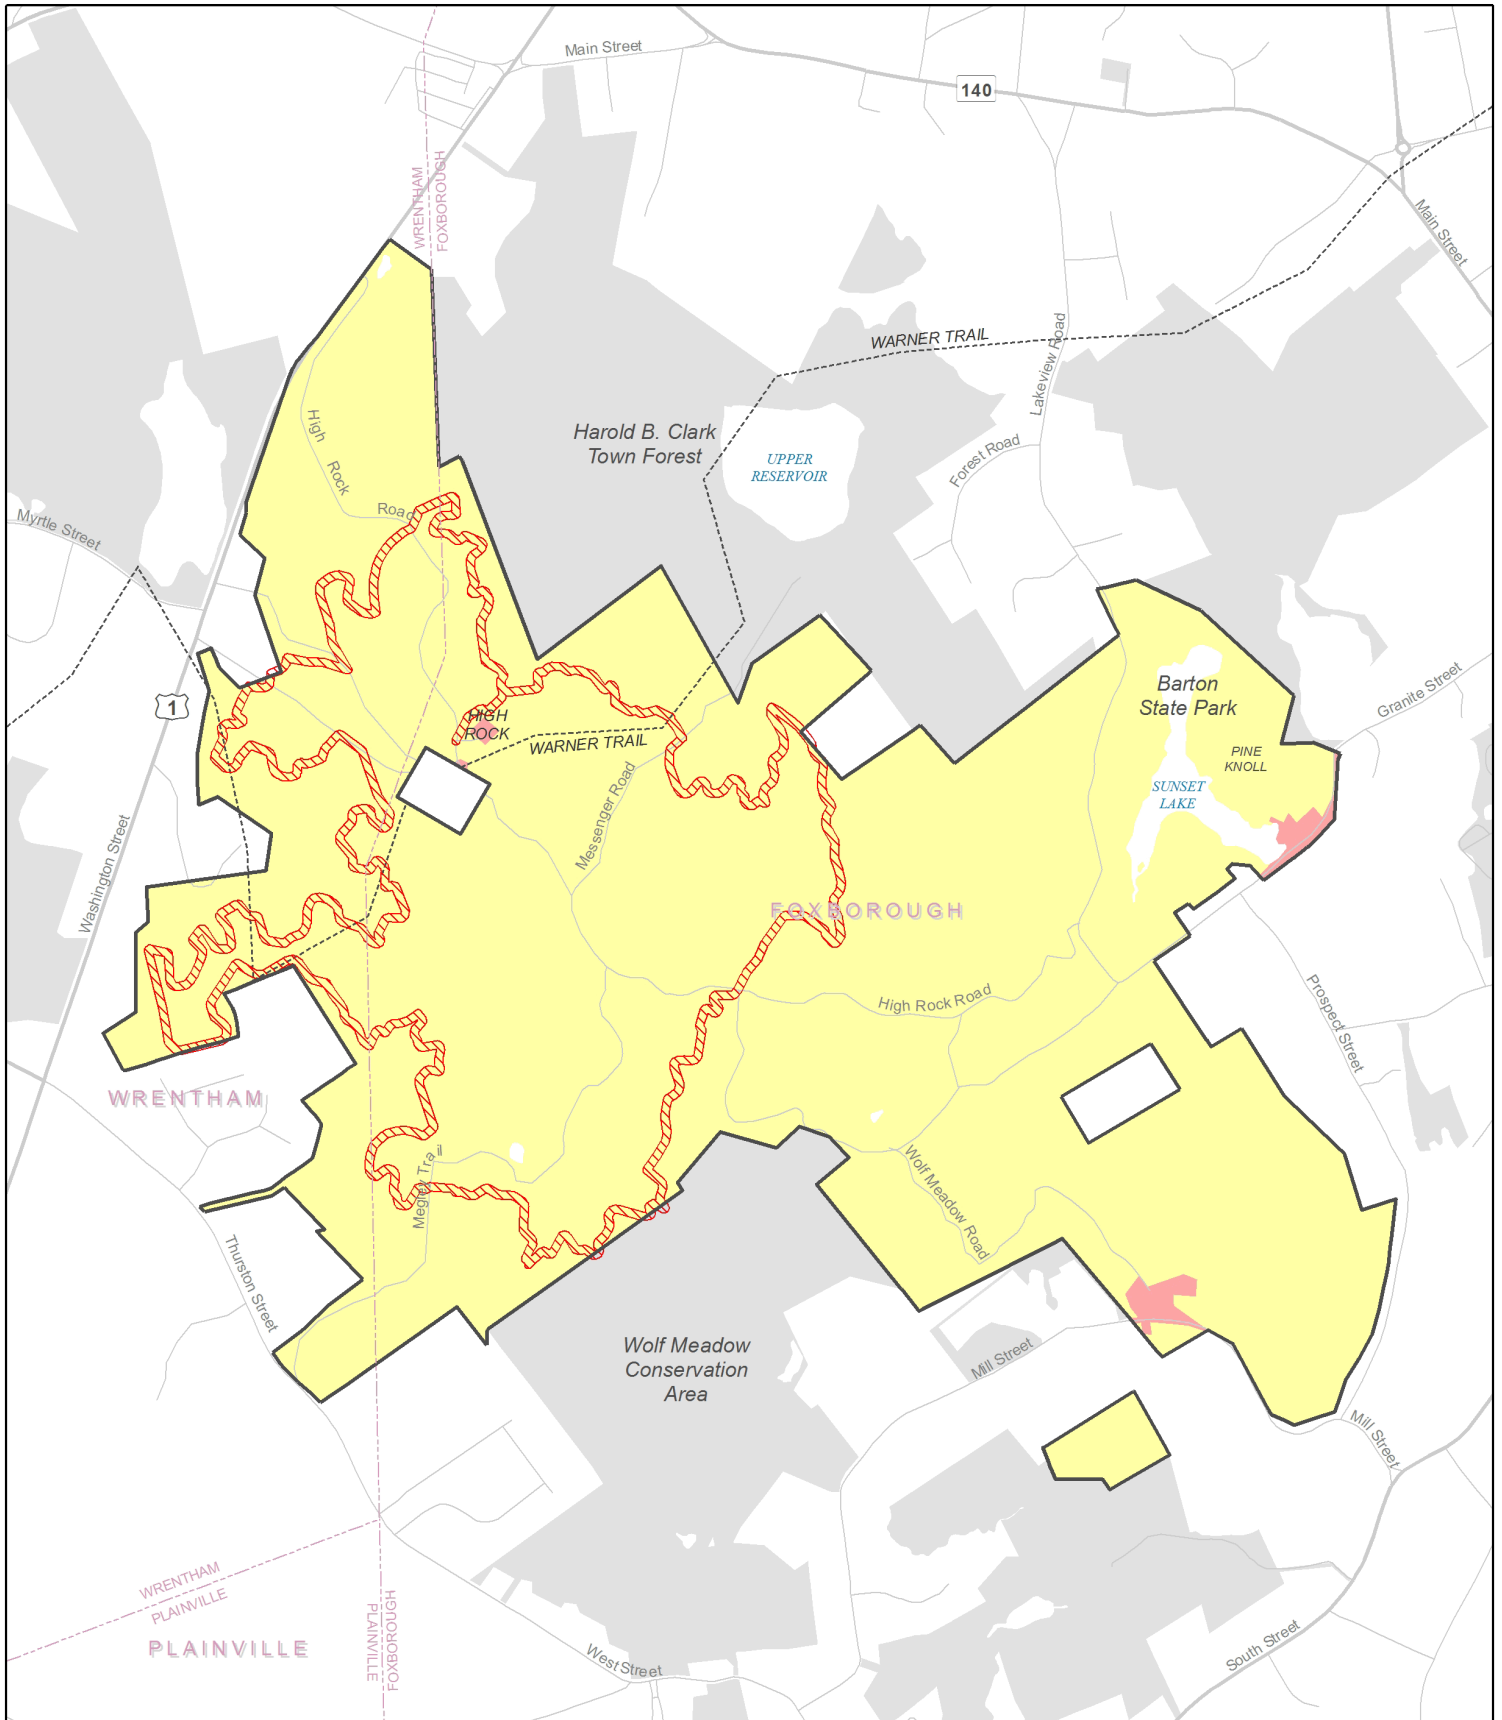 Main Street
140
WRENTHAM
FOXBOROUGH
Main Street
WARNER TRAIL
Lakeview Road
High
Rock
Road
Harold B. Clark
Town Forest
UPPER
RESERVOIR
Forest Road
Myrtle Street
Barton
State Park
Granite Street
1
HIGH
ROCK
WARNER TRAIL
PINE
KNOLL
SUNSET
LAKE
Messenger Road
Washington Street
FOXBOROUGH
High Rock Road
Prospect Street
WRENTHAM
Megley Trail
Wolf Meadow Road
Thurston Street
Wolf Meadow
Conservation
Area
Mill Street
Mill Street
WRENTHAM
PLAINVILLE
PLAINVILLE
FOXBOROUGH
PLAINVILLE
West Street
South Street